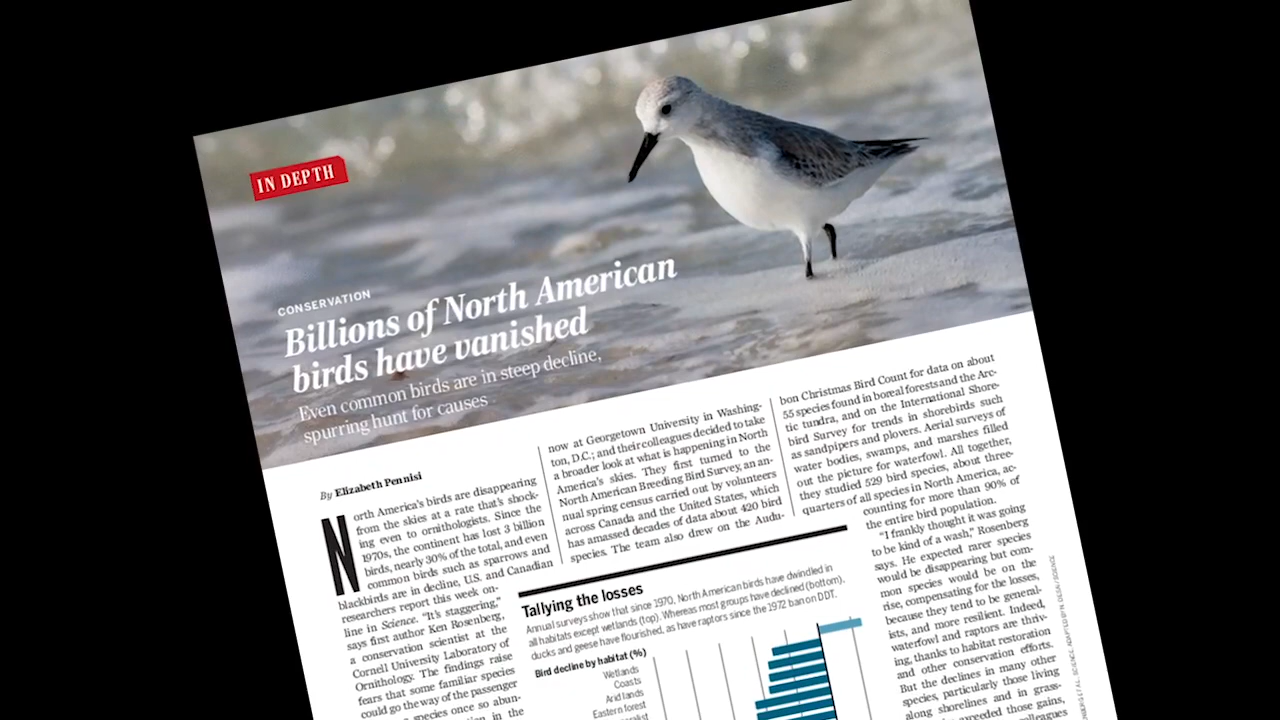 IN DEPTH
CONSERVATION
Billions of North American
birds have vanished
Even common birds are in steep decline,
spurring hunt for causes
By Elizabeth Pennisi
North America's birds are disappearing
from the skies at a rate that's shock-
ing even to ornithologists. Since the
1970s, the continent has lost 3 billion
birds, nearly 30% of the total, and even
common birds such as sparrows and
blackbirds are in decline, U.S. and Canadian
researchers report this week on-
line in Science. "It's staggering,"
says first author Ken Rosenberg,
a conservation scientist at the
Cornell University Laboratory of
Ornithology. The findings raise
fears that some familiar species
could go the way of the passenger
species once so abun-
in the
now at Georgetown University in Washing-
ton, D.C.; and their colleagues decided to take
a broader look at what is happening in North
America's skies. They first turned to the
North American Breeding Bird Survey, an an-
nual spring census carried out by volunteers
across Canada and the United States, which
has amassed decades of data about 420 bird
species. The team also drew on the Audu-
bon Christmas Bird Count for data on about
55 species found in boreal forests and the Arc-
tic tundra, and on the International Shore-
bird Survey for trends in shorebirds such
as sandpipers and plovers. Aerial surveys of
water bodies, swamps, and marshes filled
out the picture for waterfowl. All together,
they studied 529 bird species, about three-
quarters of all species in North America, ac-
counting for more than 90% of
the entire bird population.
"I frankly thought it was going
to be kind of a wash," Rosenberg
says. He expected rarer species
would be disappearing but com-
mon species would be on the
rise, compensating for the losses,
because they tend to be general-
ists, and more resilient. Indeed,
waterfowl and raptors are thriv-
ing, thanks to habitat restoration
and other conservation efforts.
But the declines in many other
species, particularly those living
along shorelines and in grass-
exceeded those gains,
Tallying the losses
Annual surveys show that since 1970, North American birds have dwindled in
all habitats except wetlands (top). Whereas most groups have declined (bottom),
ducks and geese have flourished, as have raptors since the 1972 ban on DDT.
Bird decline by habitat (%)
Wetlands
Coasts
Arid lands
Eastern forest